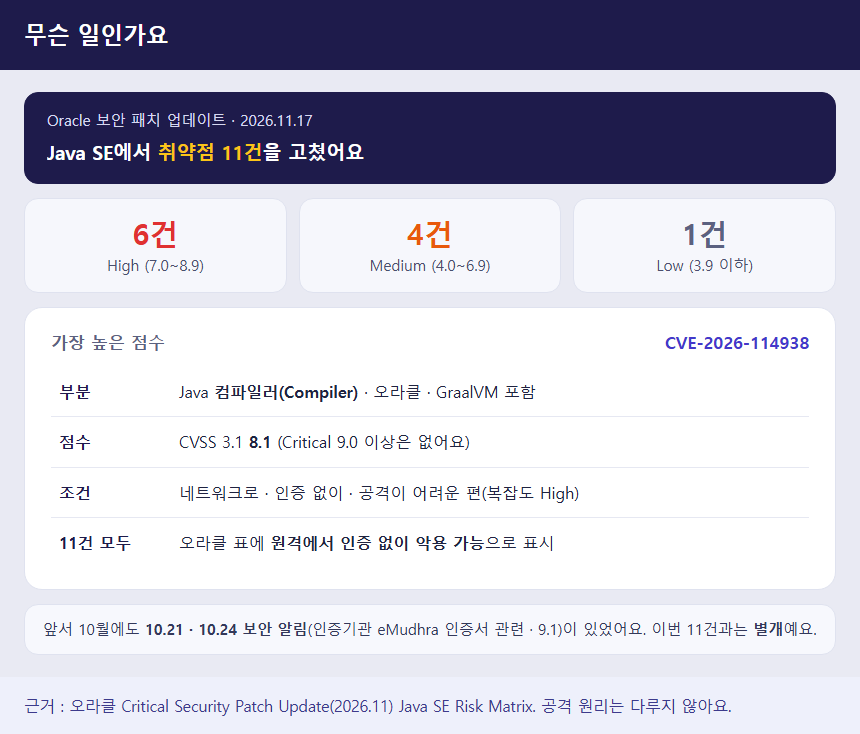 무슨 일인가요
Oracle 보안 패치 업데이트 · 2026.11.17
Java SE에서 취약점 11건을 고쳤어요
6건
High (7.0~8.9)
4건
Medium (4.0~6.9)
1건
Low (3.9 이하)
가장 높은 점수
CVE-2026-114938
부분 Java 컴파일러(Compiler) · 오라클 · GraalVM 포함
점수 CVSS 3.1 8.1 (Critical 9.0 이상은 없어요)
조건 네트워크로 · 인증 없이 · 공격이 어려운 편(복잡도 High)
11건 모두 오라클 표에 원격에서 인증 없이 악용 가능으로 표시
앞서 10월에도 10.21 · 10.24 보안 알림(인증기관 eMudhra 인증서 관련 · 9.1)이 있었어요. 이번 11건과는 별개예요.
근거 : 오라클 Critical Security Patch Update(2026.11) Java SE Risk Matrix. 공격 원리는 다루지 않아요.